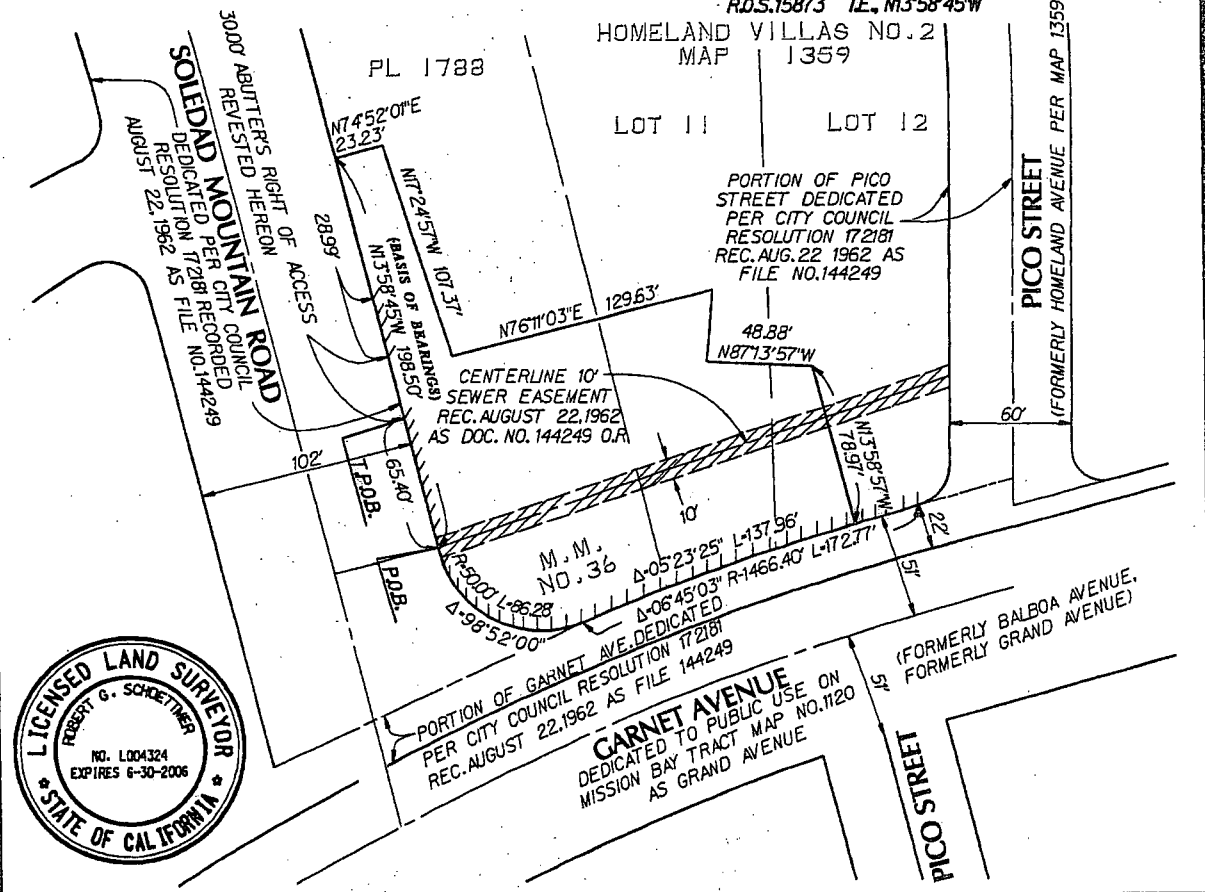 R.O.S. 15873 I.E., N13°58'45"W
HOMELAND VILLAS NO.2
MAP 1359
PL 1788
LOT 11
LOT 12
30.00' ABUTTER'S RIGHT OF ACCESS
REVESTED HEREON
SOLEDAD MOUNTAIN ROAD
DEDICATED PER CITY COUNCIL
RESOLUTION 172181 RECORDED
AUGUST 22, 1962 AS FILE NO.144249
N74°52'01"E
23.23'
N17°24'57"W 107.37'
28.99'
(BASIS OF BEARINGS)
N13°58'45"W 198.50'
N76°11'03"E 129.63'
48.88'
N87°13'57"W
PORTION OF PICO
STREET DEDICATED
PER CITY COUNCIL
RESOLUTION 172181
REC. AUG. 22 1962 AS
FILE NO.144249
PICO STREET
(FORMERLY HOMELAND AVENUE PER MAP 1359
CENTERLINE 10'
SEWER EASEMENT
REC. AUGUST 22, 1962
AS DOC. NO. 144249 O.R.
60'
102'
T.P.O.B.
65.40'
P.O.B.
N13°58'57"W
78.97'
10'
22'
M.M.
NO. 36
R=50.00' L=86.28'
Δ=98°52'00"
Δ=05°23'25" L=137.96'
Δ=06°45'03" R=1466.40' L=172.77'
51'
PORTION OF GARNET AVE. DEDICATED
PER CITY COUNCIL RESOLUTION 172181
REC. AUGUST 22, 1962 AS FILE 144249
GARNET AVENUE
DEDICATED TO PUBLIC USE ON
MISSION BAY TRACT MAP NO.1120
AS GRAND AVENUE
(FORMERLY BALBOA AVENUE,
FORMERLY GRAND AVENUE)
51'
PICO STREET
LICENSED LAND SURVEYOR
ROBERT G. SCHOETTMER
NO. L004324
EXPIRES 6-30-2006
STATE OF CALIFORNIA